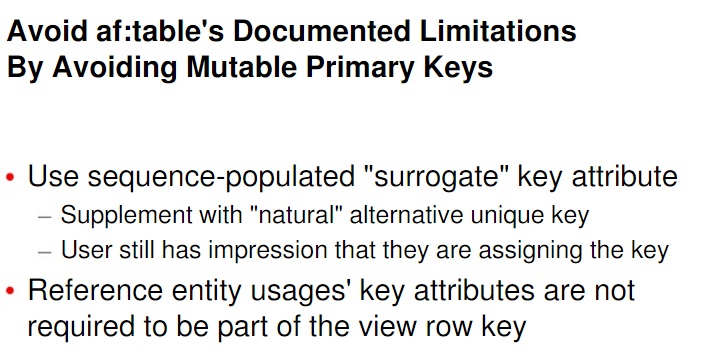 Avoid af:table's Documented Limitations
By Avoiding Mutable Primary Keys
• Use sequence-populated "surrogate" key attribute
– Supplement with "natural" alternative unique key
– User still has impression that they are assigning the key
• Reference entity usages' key attributes are not
required to be part of the view row key